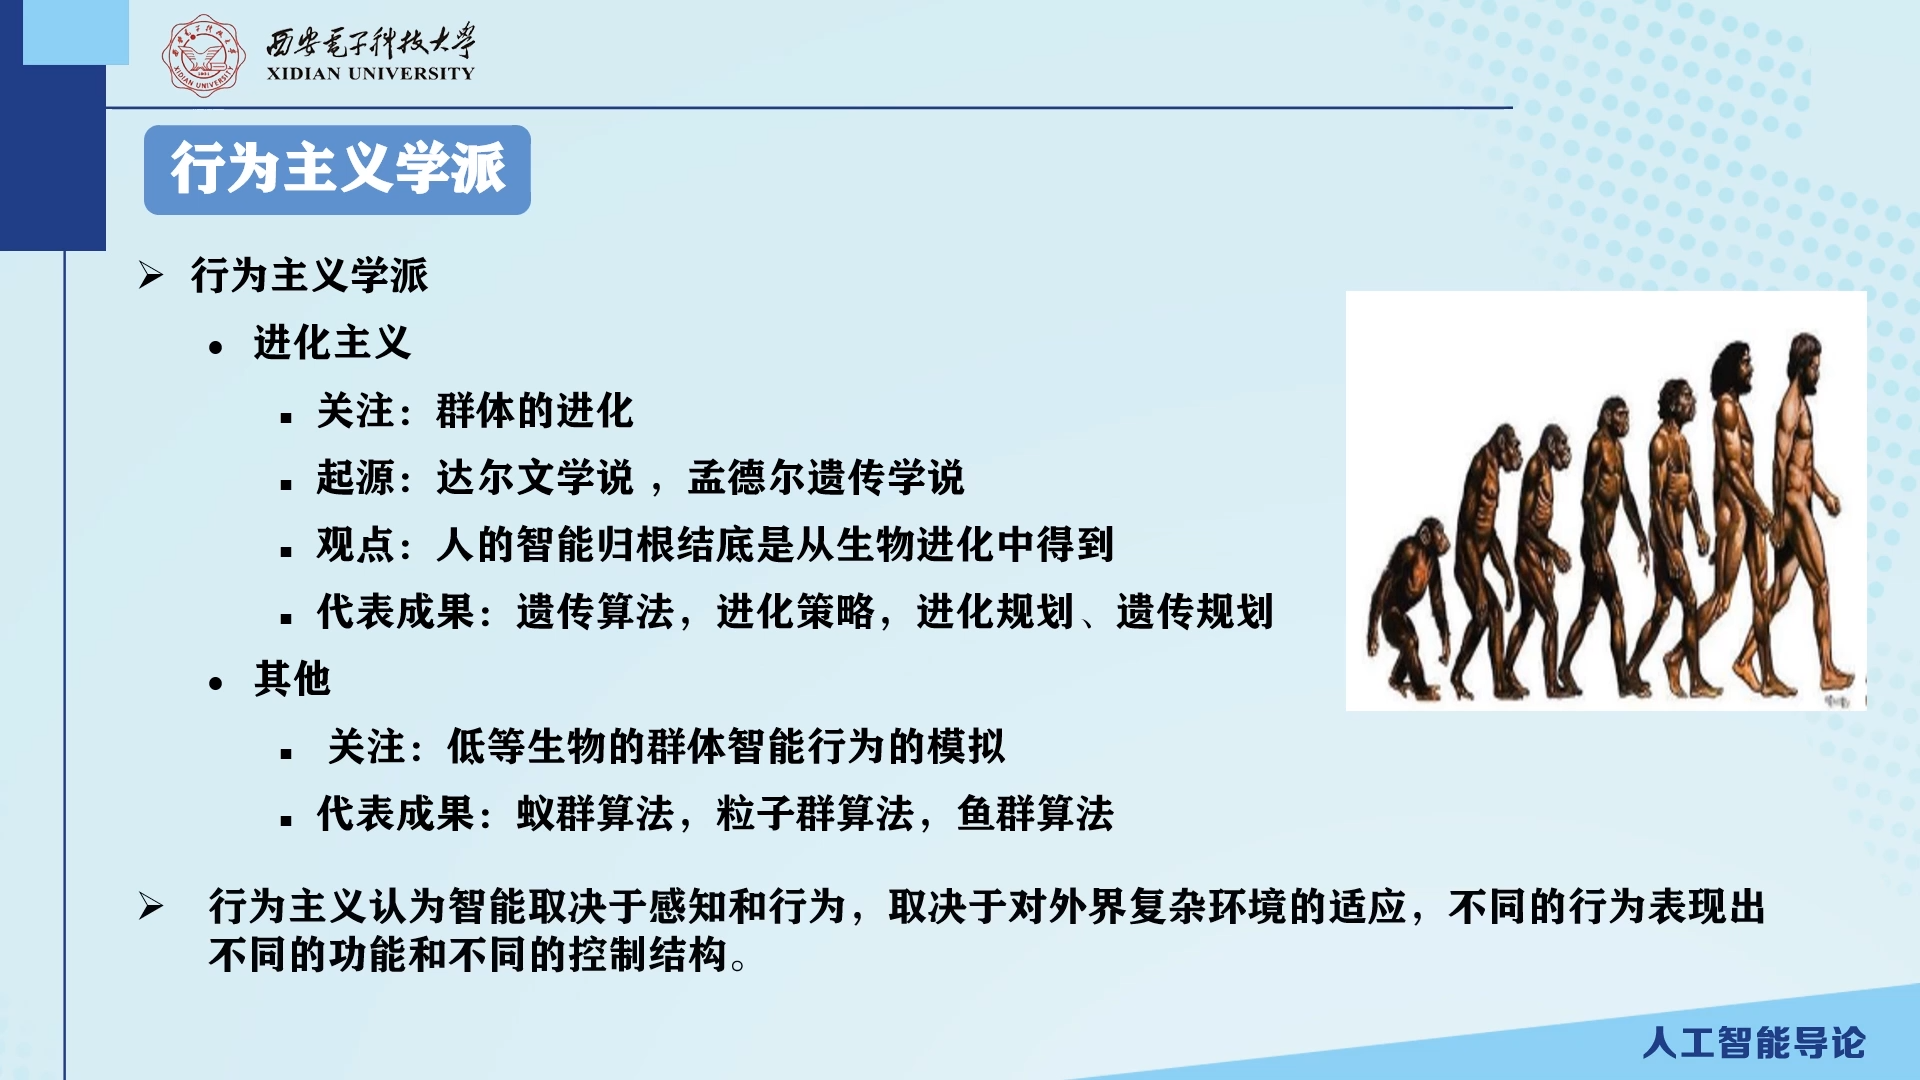 西安电子科技大学
XIDIAN UNIVERSITY
行为主义学派
行为主义学派
进化主义
关注：群体的进化
起源：达尔文学说 ，孟德尔遗传学说
观点：人的智能归根结底是从生物进化中得到
代表成果：遗传算法，进化策略，进化规划、遗传规划
其他
关注：低等生物的群体智能行为的模拟
代表成果：蚁群算法，粒子群算法，鱼群算法
行为主义认为智能取决于感知和行为，取决于对外界复杂环境的适应，不同的行为表现出
不同的功能和不同的控制结构。
人工智能导论